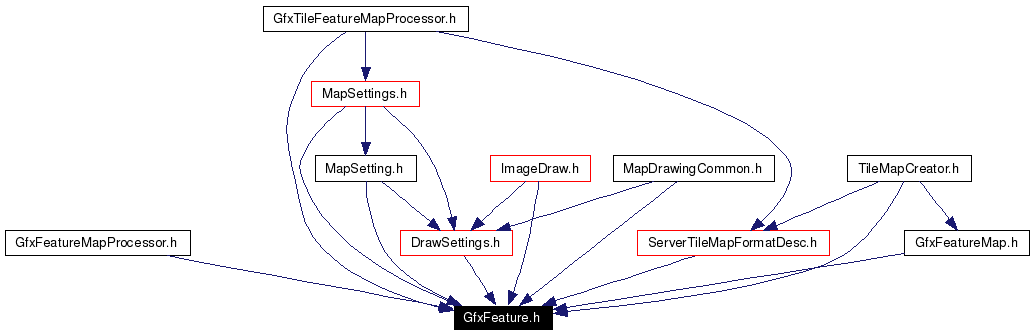 GfxTileFeatureMapProcessor.h
MapSettings.h
MapSetting.h
ImageDraw.h
MapDrawingCommon.h
TileMapCreator.h
GfxFeatureMapProcessor.h
DrawSettings.h
ServerTileMapFormatDesc.h
GfxFeatureMap.h
GfxFeature.h